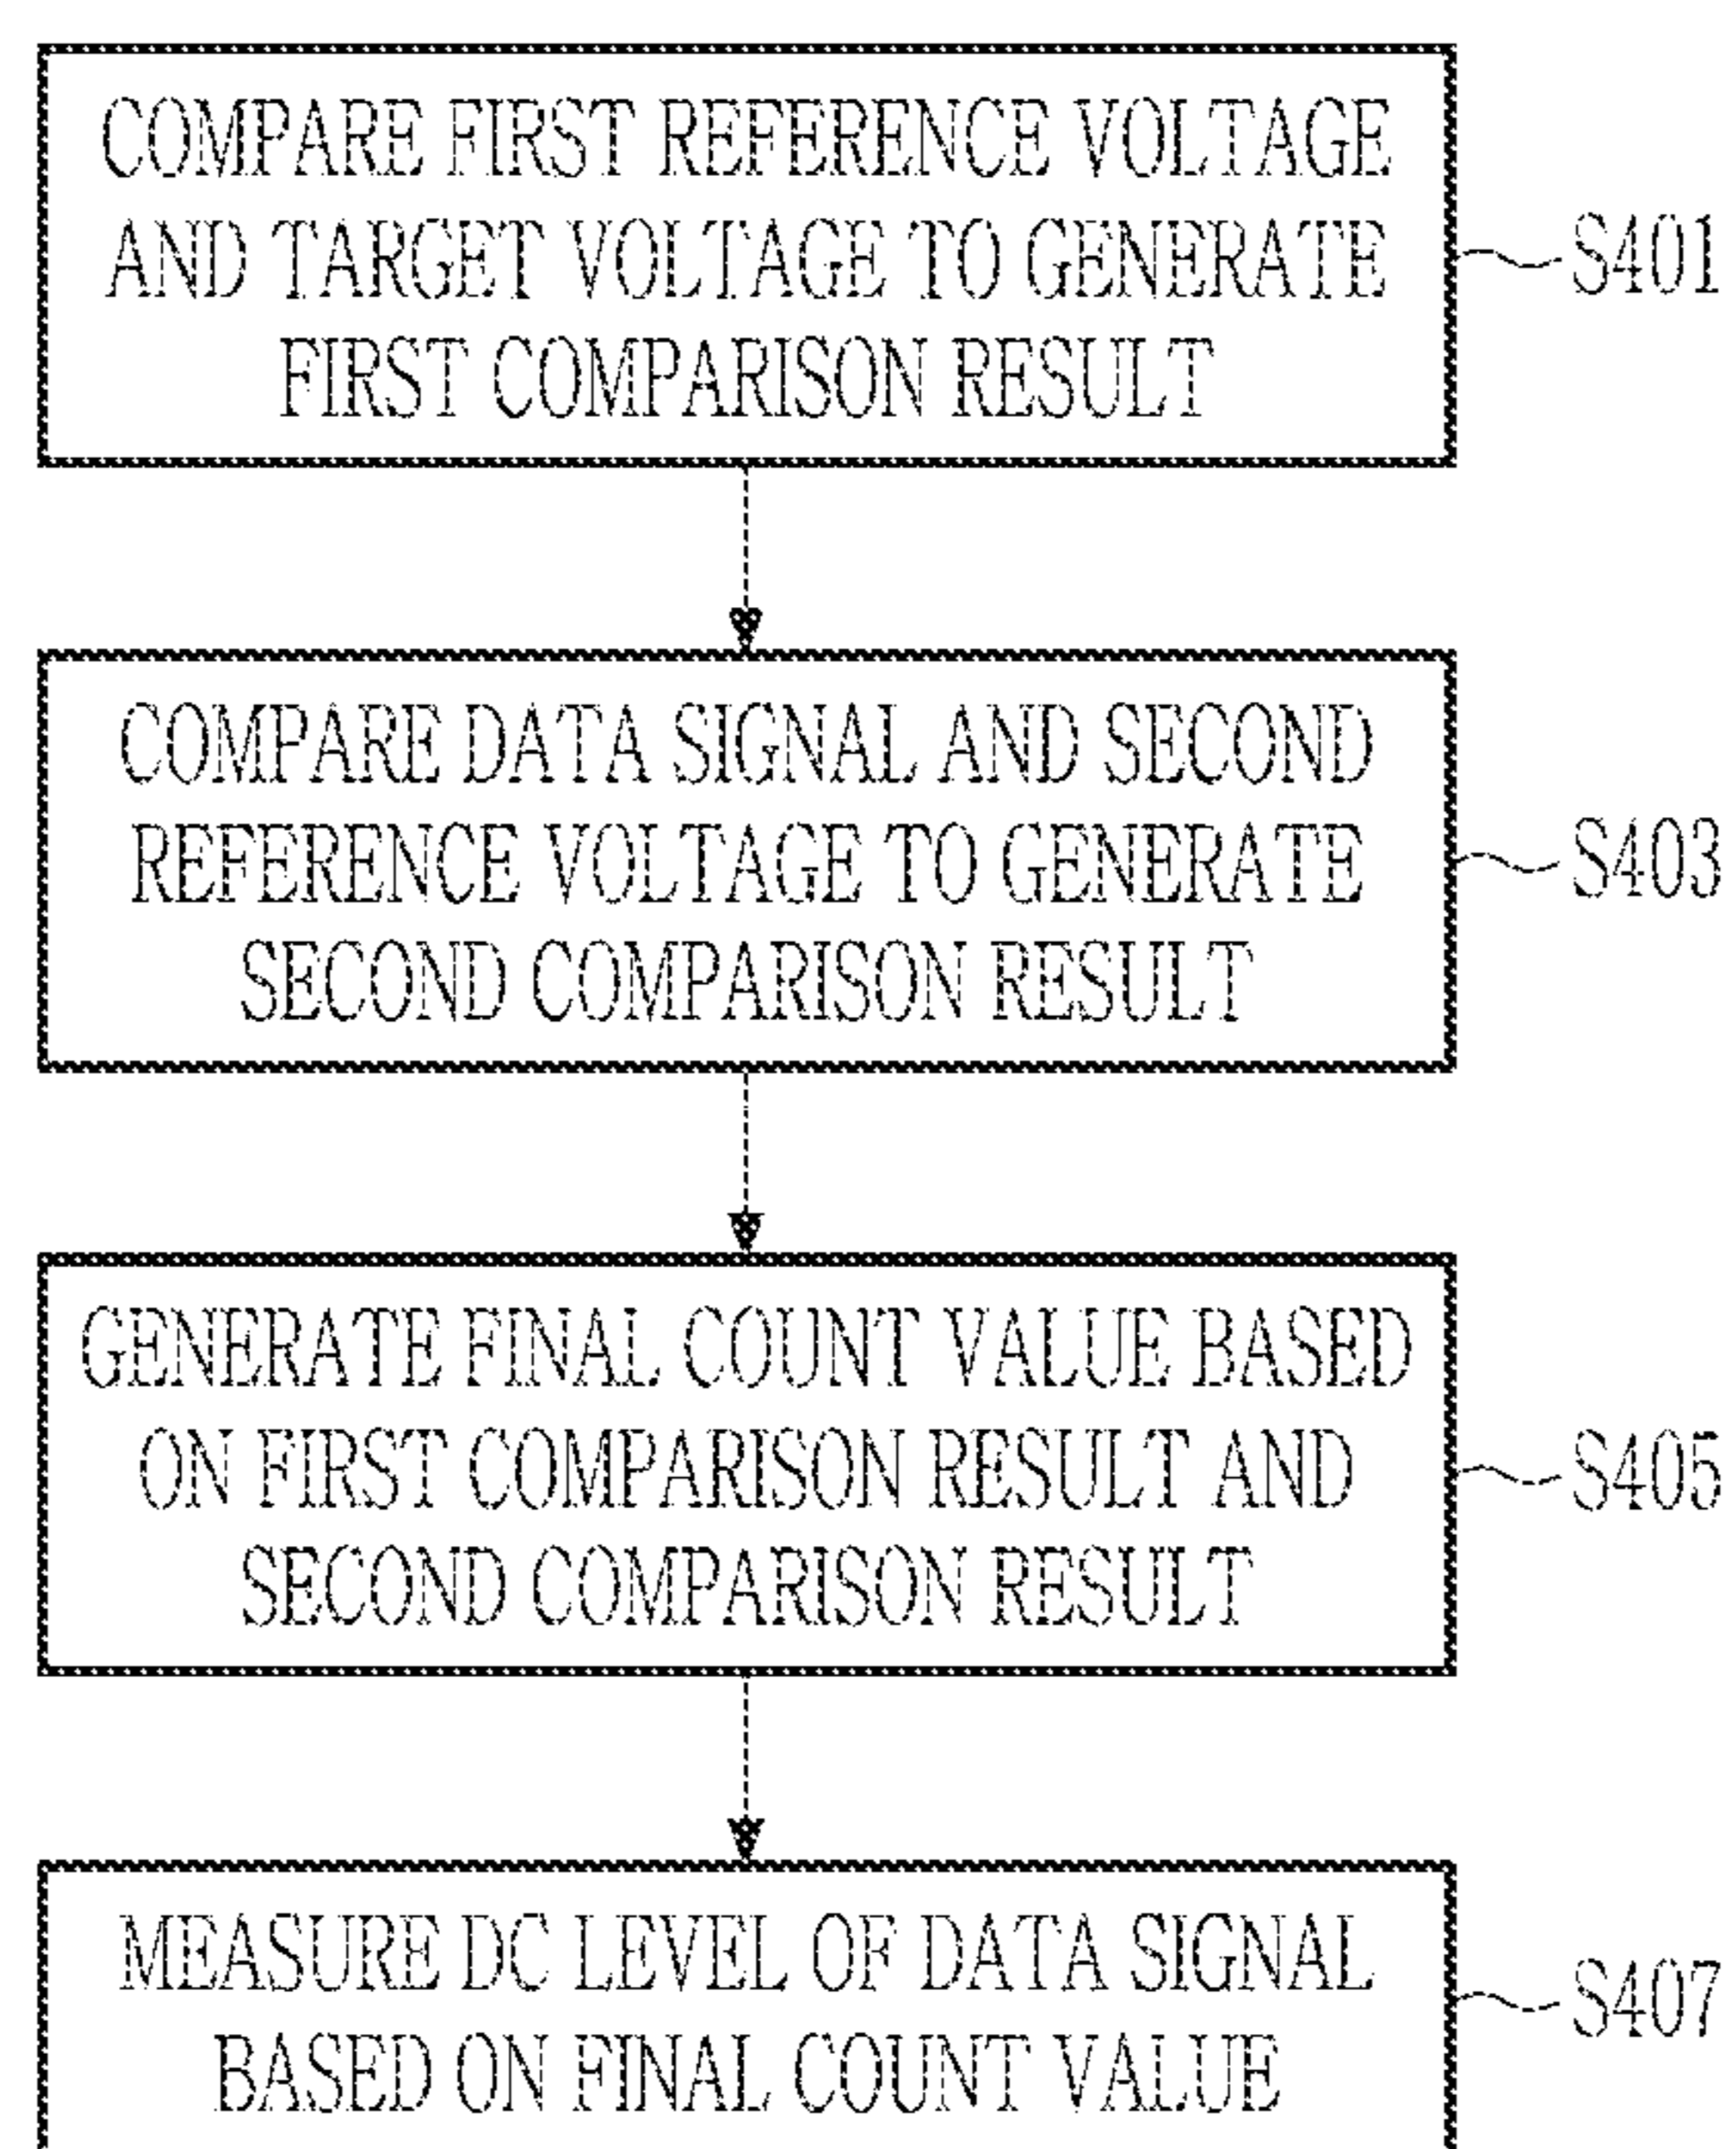 COMPARE FIRST REFERENCE VOLTAGE
AND TARGET VOLTAGE TO GENERATE
FIRST COMPARISON RESULT
S401
COMPARE DATA SIGNAL AND SECOND
REFERENCE VOLTAGE TO GENERATE
SECOND COMPARISON RESULT
S403
GENERATE FINAL COUNT VALUE BASED
ON FIRST COMPARISON RESULT AND
SECOND COMPARISON RESULT
S405
MEASURE DC LEVEL OF DATA SIGNAL
BASED ON FINAL COUNT VALUE
S407